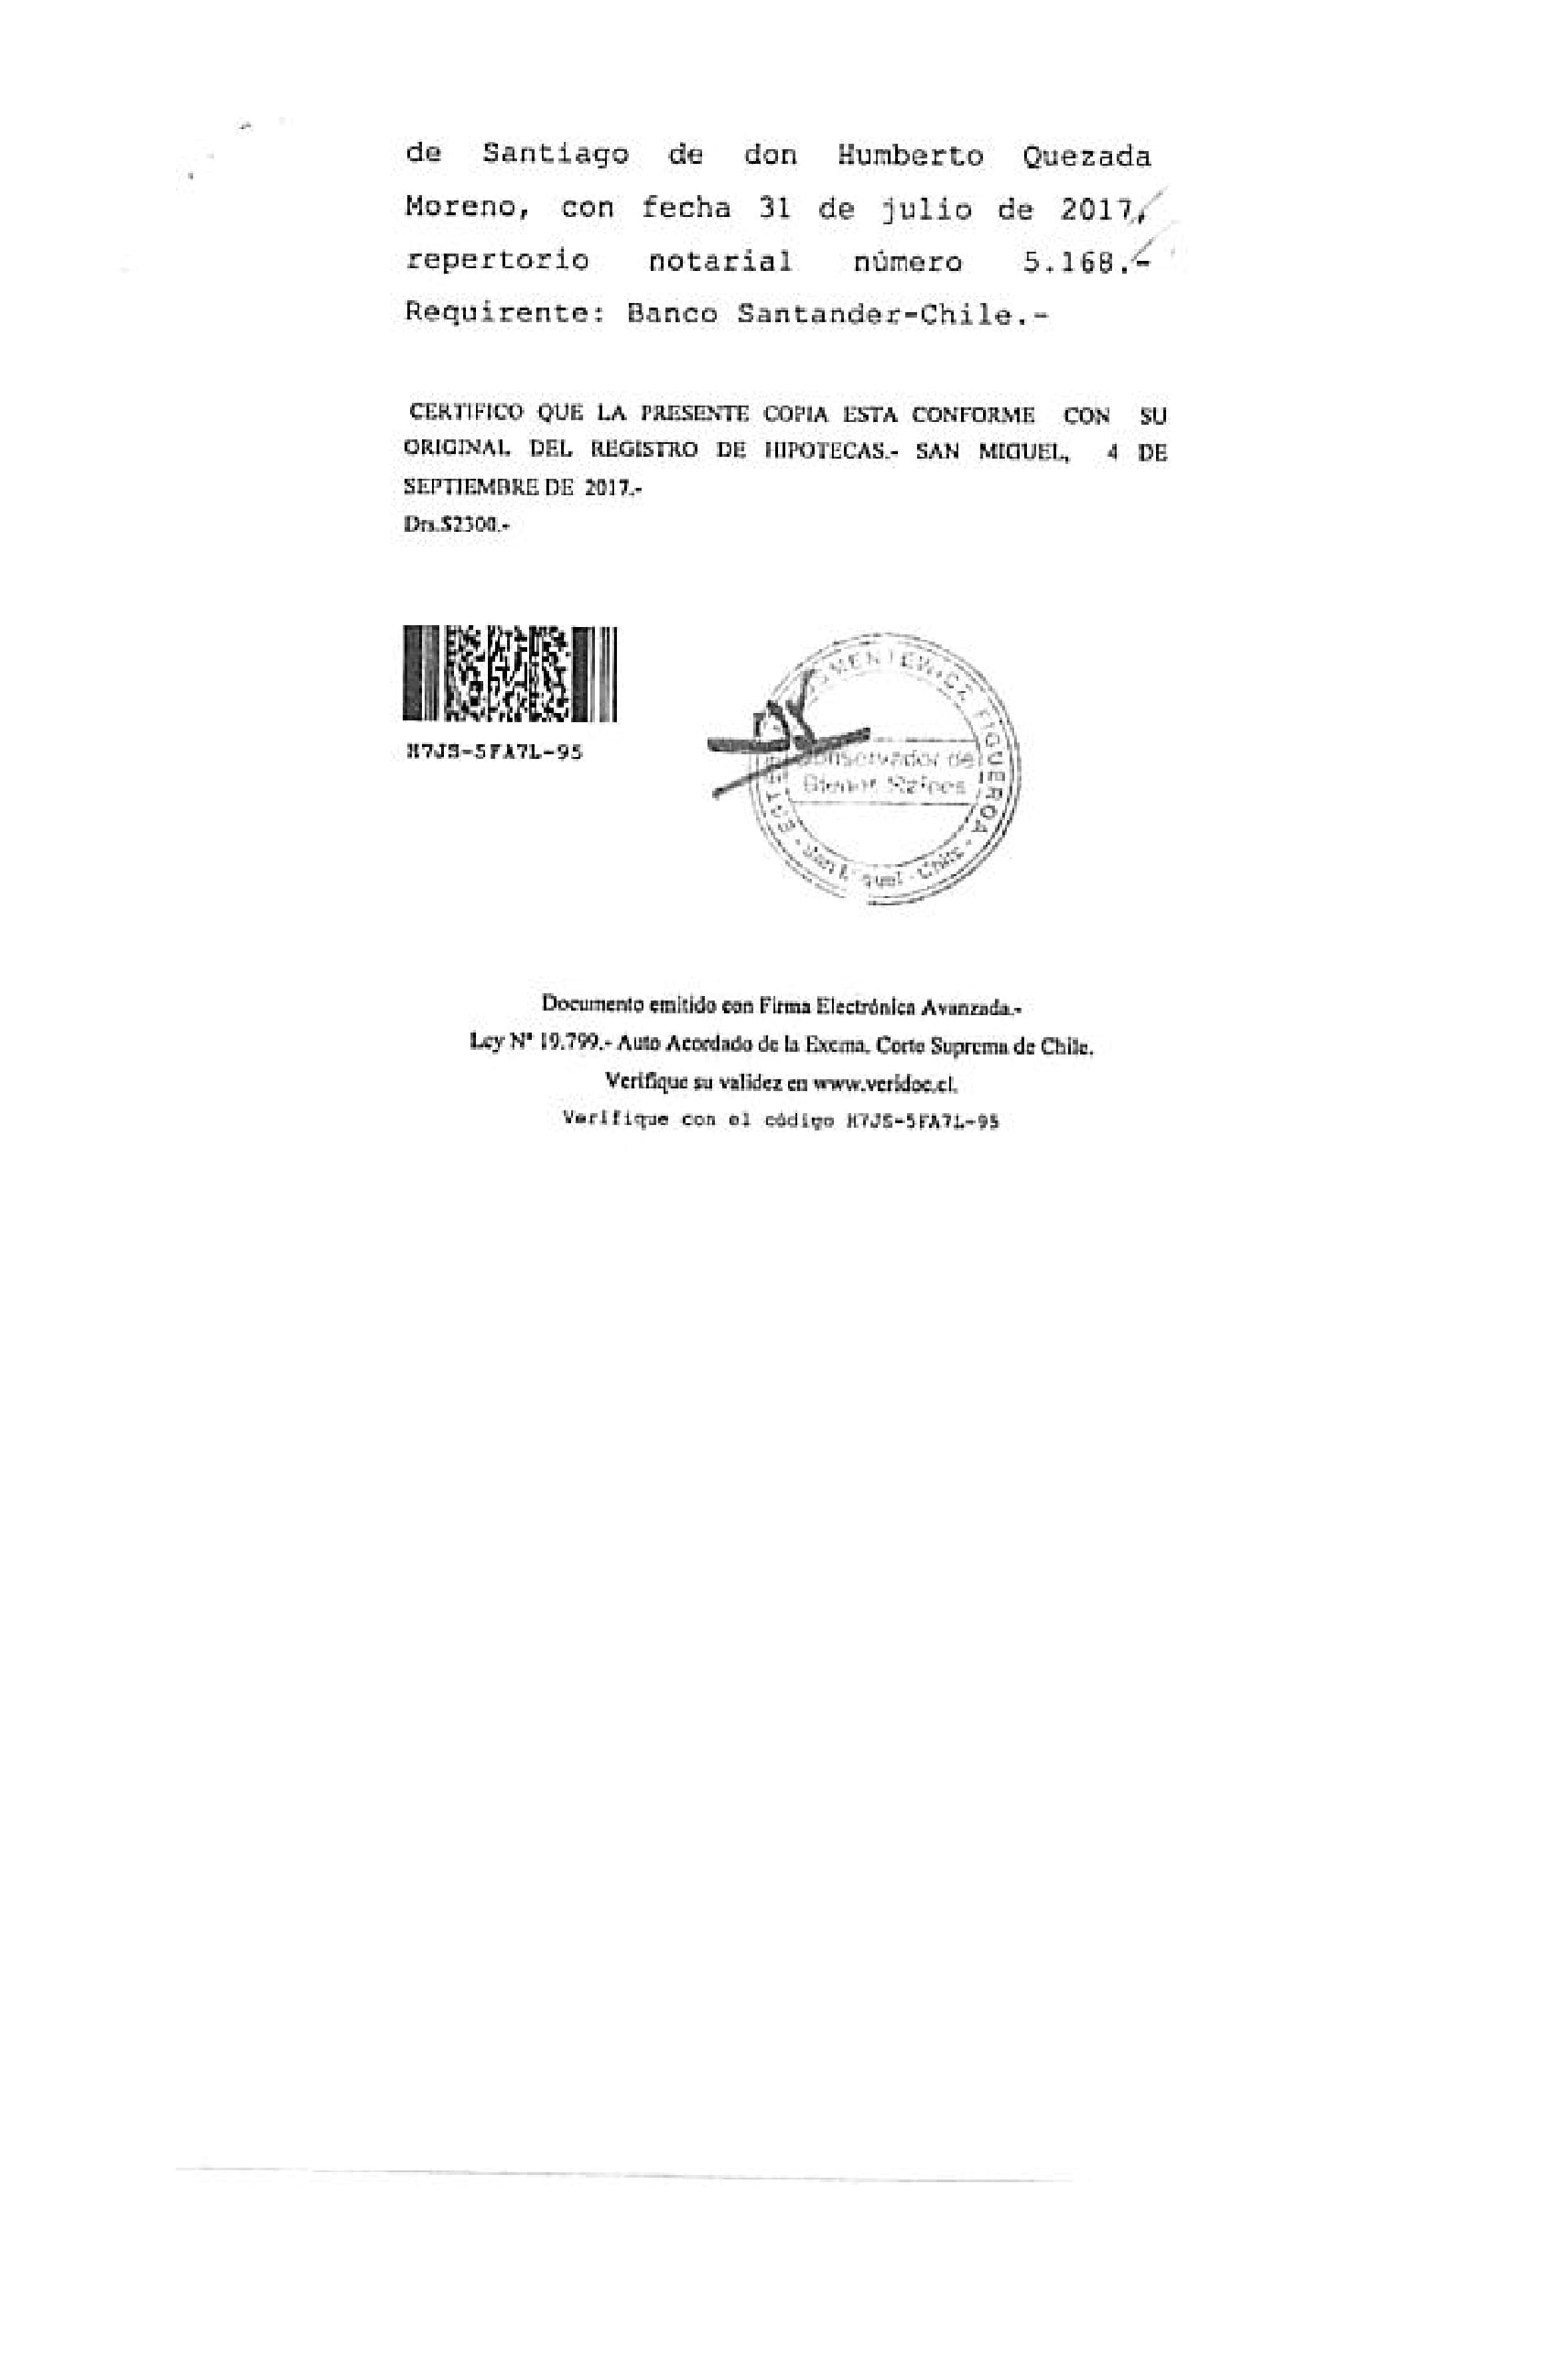 de Santiago de don Humberto Quezada
Moreno, con fecha 31 de julio de 2017,
repertorio notarial número 5.168.-
Requirente: Banco Santander-Chile.-
CERTIFICO QUE LA PRESENTE COPIA ESTA CONFORME CON SU
ORIGINAL DEL REGISTRO DE HIPOTECAS.- SAN MIGUEL, 4 DE
SEPTIEMBRE DE 2017.-
Drs.$2300.-
H7JS-5FA7L-95
FIGUEROA
Conservador de
Bienes Raíces
San Miguel - Chile
Documento emitido con Firma Electrónica Avanzada.-
Ley N° 19.799.- Auto Acordado de la Excma. Corte Suprema de Chile.
Verifique su validez en www.veridoc.cl.
Verifique con el código H7JS-5FA7L-95